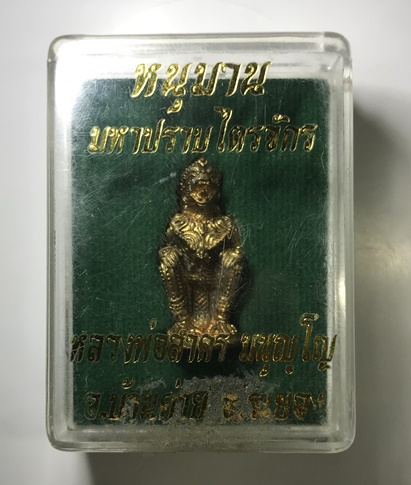 หนุมาน
มหาปราบไตรจักร
หลวงพ่อสาคร มนุญฺโญ
อ.บ้านค่าย จ.ระยอง